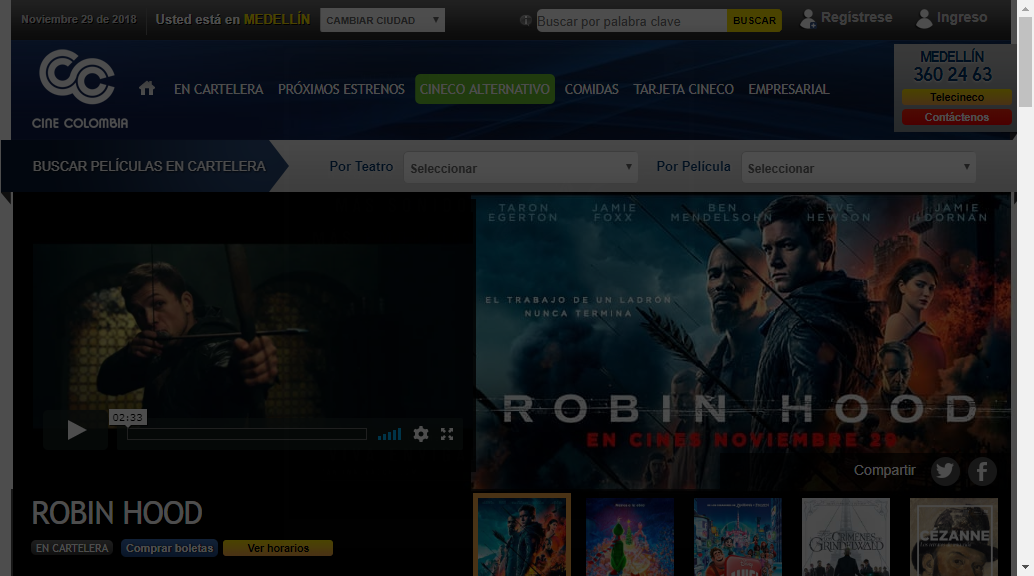 Noviembre 29 de 2018
Usted está en MEDELLÍN
CAMBIAR CIUDAD
Buscar por palabra clave
BUSCAR
Registrese
Ingreso
CINE COLOMBIA
EN CARTELERA
PRÓXIMOS ESTRENOS
CINECO ALTERNATIVO
COMIDAS
TARJETA CINECO
EMPRESARIAL
MEDELLÍN
360 24 63
Telecineco
Contáctenos
BUSCAR PELÍCULAS EN CARTELERA
Por Teatro
Seleccionar
Por Película
Seleccionar
TARON EGERTON
JAMIE FOXX
BEN MENDELSOHN
EVE HEWSON
JAMIE DORNAN
EL TRABAJO DE UN LADRÓN
NUNCA TERMINA
ROBIN HOOD
EN CINES NOVIEMBRE 29
02:33
Compartir
ROBIN HOOD
EN CARTELERA
Comprar boletas
Ver horarios
CRÍMENES
GRINDELWALD
CÉZANNE